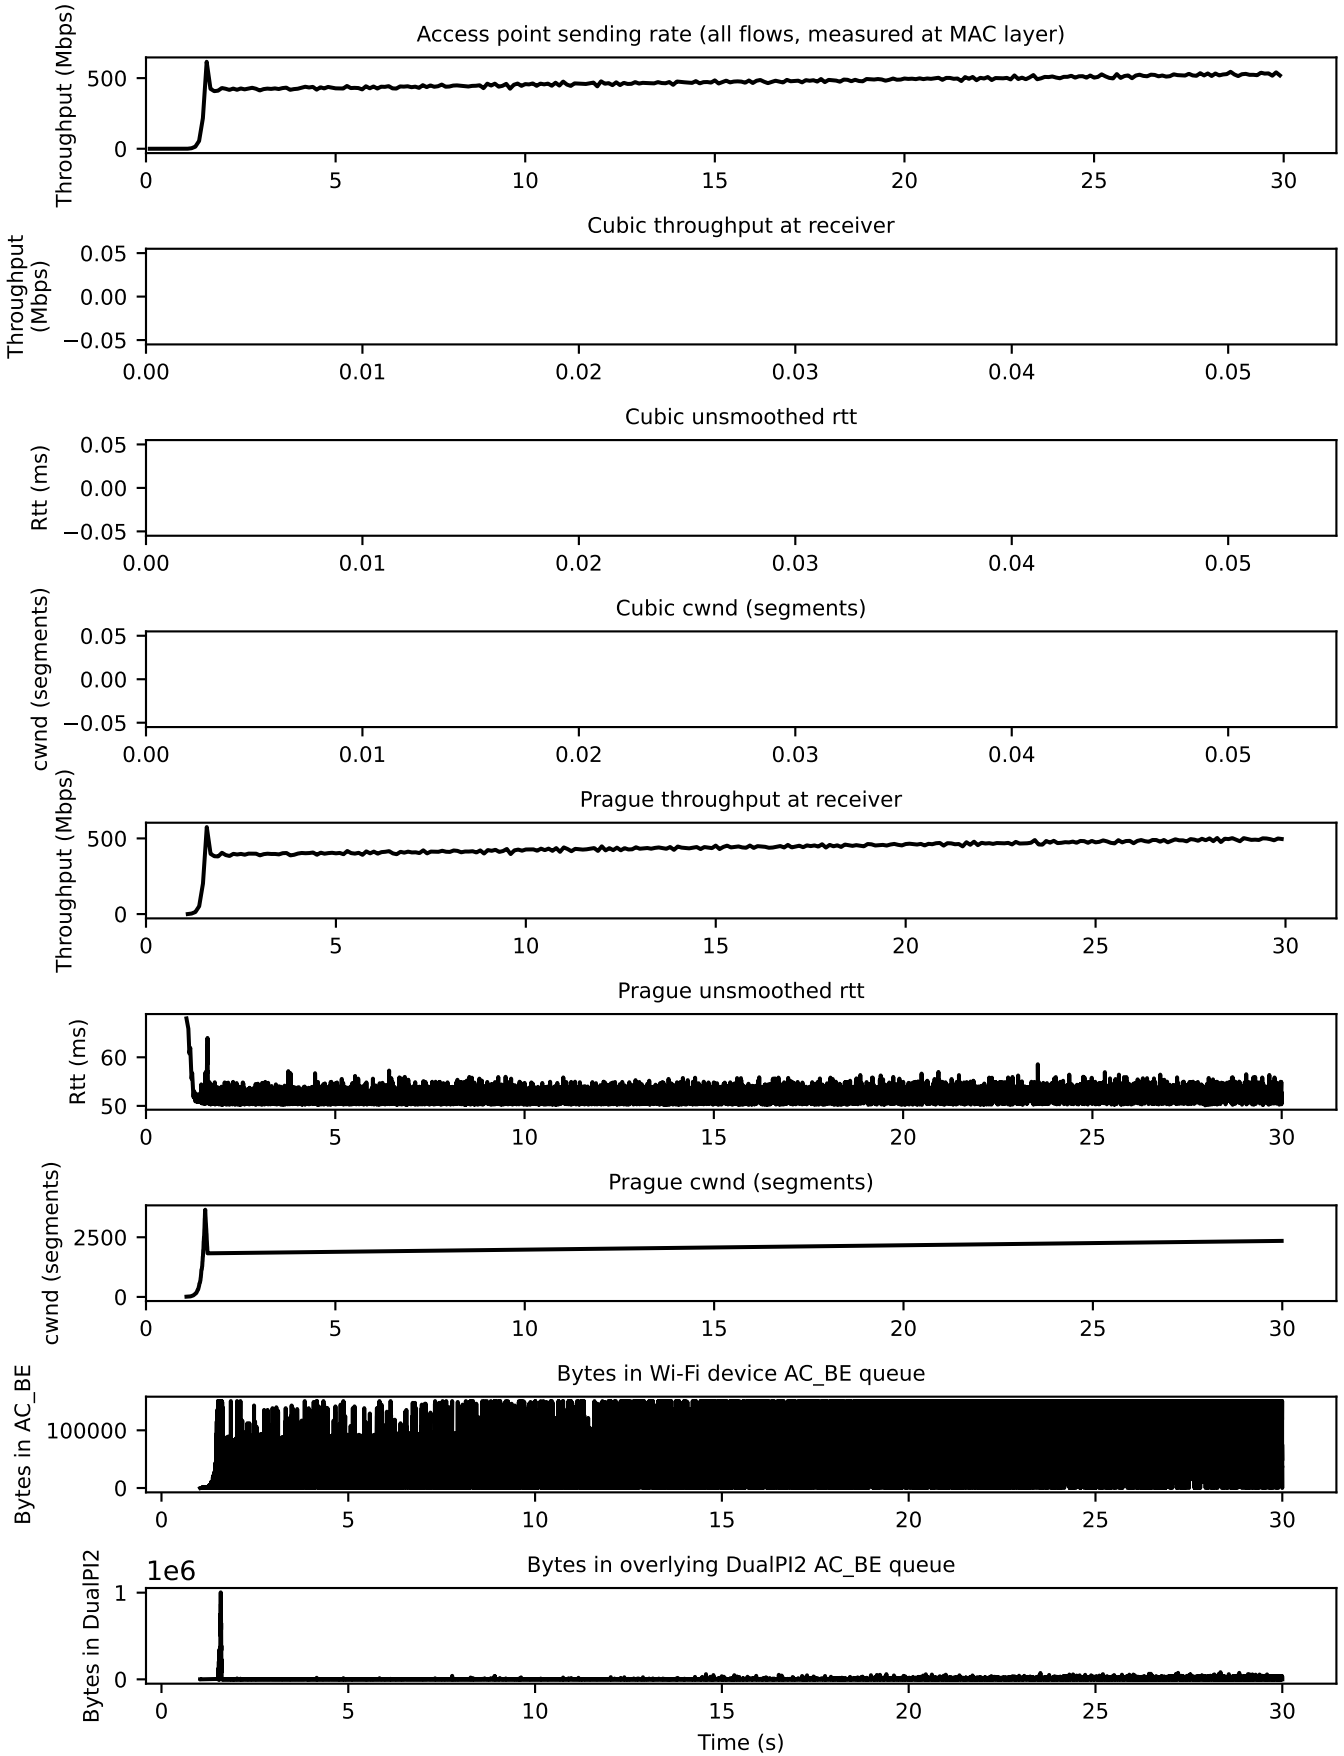 Access point sending rate (all flows, measured at MAC layer)
Throughput (Mbps)
500
0
0 5 10 15 20 25 30
Cubic throughput at receiver
Throughput
(Mbps)
0.05
0.00
−0.05
0.00 0.01 0.02 0.03 0.04 0.05
Cubic unsmoothed rtt
Rtt (ms)
0.05
0.00
−0.05
0.00 0.01 0.02 0.03 0.04 0.05
Cubic cwnd (segments)
cwnd (segments)
0.05
0.00
−0.05
0.00 0.01 0.02 0.03 0.04 0.05
Prague throughput at receiver
Throughput (Mbps)
500
0
0 5 10 15 20 25 30
Prague unsmoothed rtt
Rtt (ms)
60
50
0 5 10 15 20 25 30
Prague cwnd (segments)
cwnd (segments)
2500
0
0 5 10 15 20 25 30
Bytes in Wi-Fi device AC_BE queue
Bytes in AC_BE
100000
0
0 5 10 15 20 25 30
Bytes in overlying DualPI2 AC_BE queue
Bytes in DualPI2
1e6
1
0
0 5 10 15 20 25 30
Time (s)